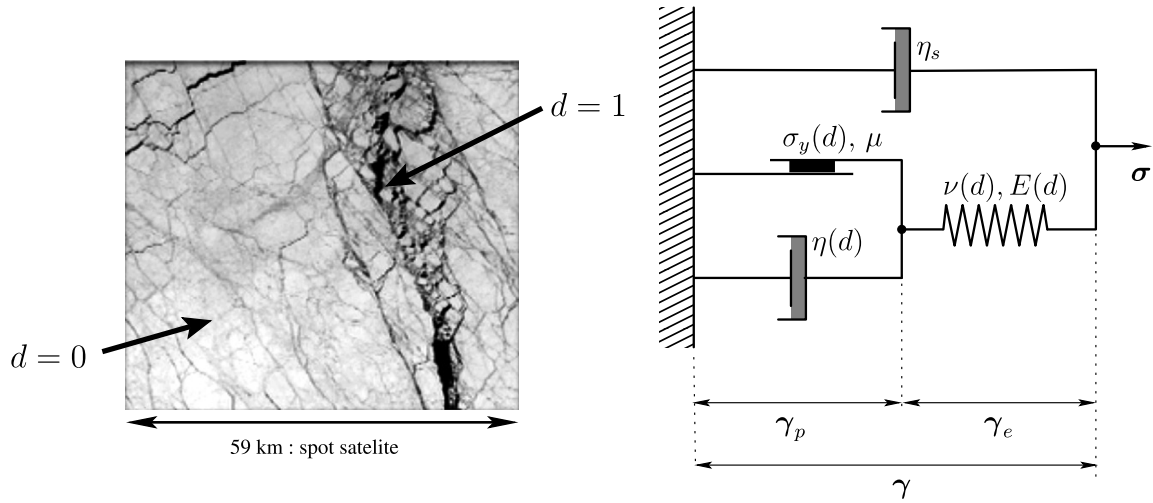 d = 1
d = 0
59 km : spot satelite
η_s
σ_y(d), μ
ν(d), E(d)
σ
η(d)
γ_p
γ_e
γ